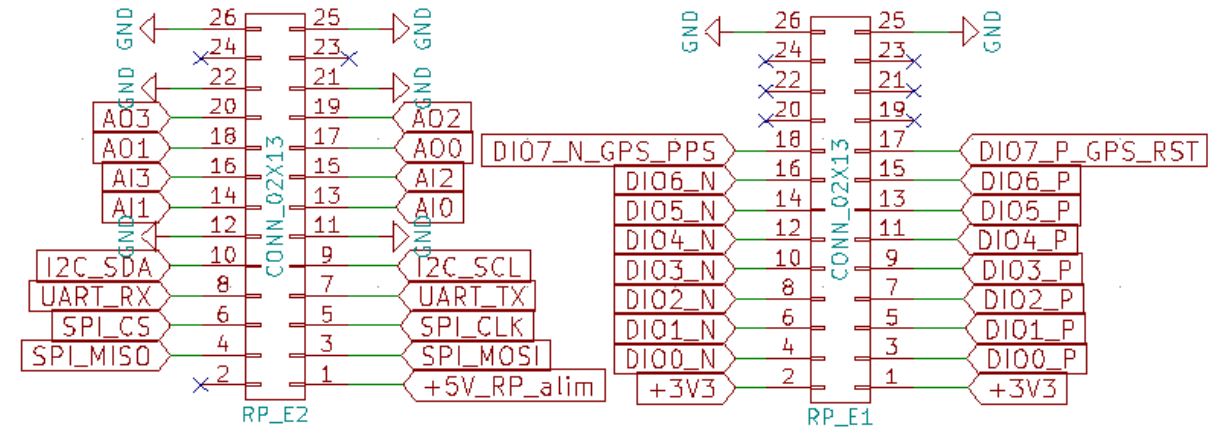 GND 26 25 GND GND 26 25 GND
24 23 24 23
GND 22 21 GND 22 21
AO3 20 19 AO2 20 19
AO1 18 17 AO0 DIO7_N_GPS_PPS 18 17 DIO7_P_GPS_RST
AI3 16 15 AI2 DIO6_N 16 15 DIO6_P
AI1 14 13 AI0 DIO5_N 14 13 DIO5_P
GND 12 11 GND DIO4_N 12 11 DIO4_P
I2C_SDA 10 9 I2C_SCL DIO3_N 10 9 DIO3_P
UART_RX 8 7 UART_TX DIO2_N 8 7 DIO2_P
SPI_CS 6 5 SPI_CLK DIO1_N 6 5 DIO1_P
SPI_MISO 4 3 SPI_MOSI DIO0_N 4 3 DIO0_P
2 1 +5V_RP_alim +3V3 2 1 +3V3
CONN_02X13 CONN_02X13
RP_E2 RP_E1